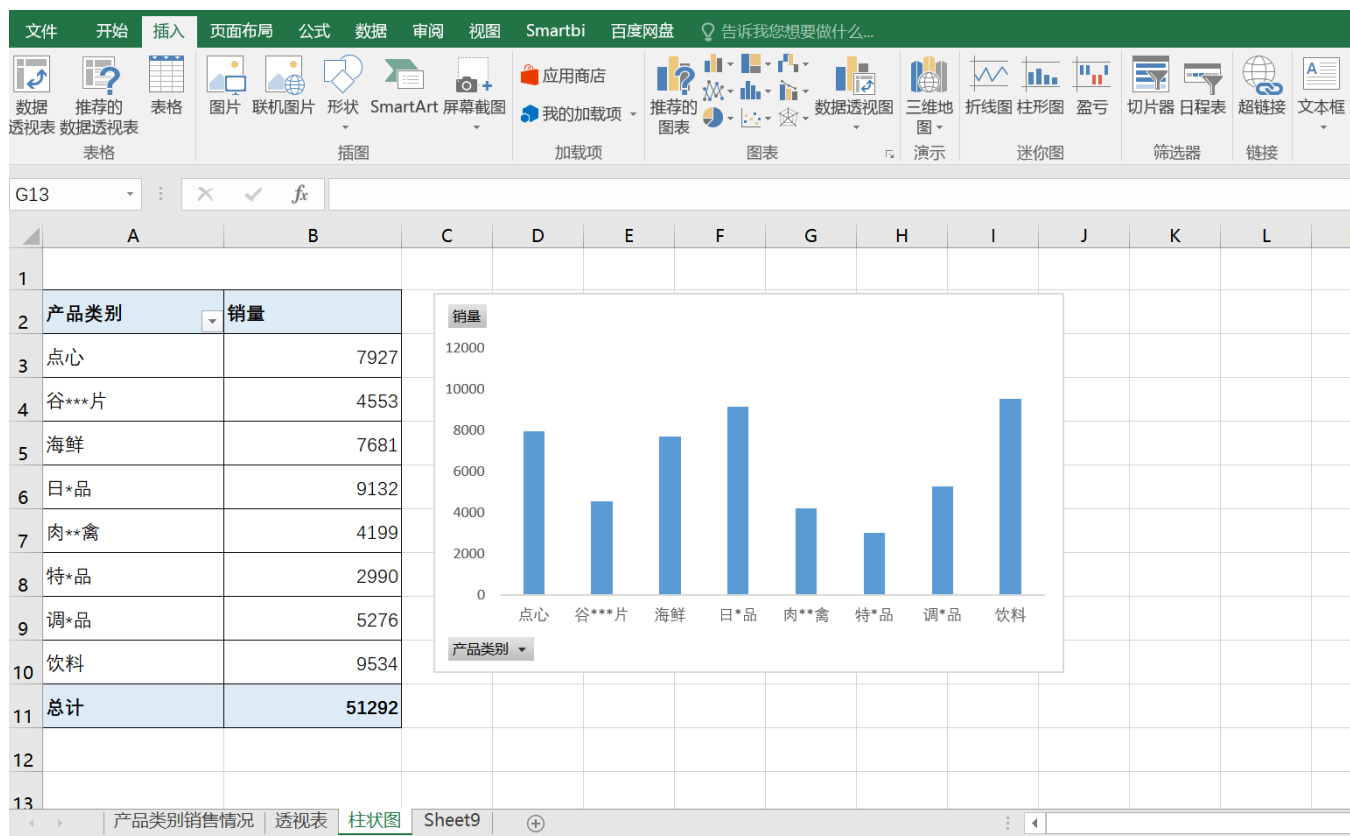 文件 开始 插入 页面布局 公式 数据 审阅 视图 Smartbi 百度网盘 告诉我您想要做什么...
数据
透视表
推荐的
数据透视表
表格
图片
联机图片
形状
SmartArt
屏幕截图
应用商店
我的加载项
推荐的
图表
数据透视图
三维地
图
折线图
柱形图
盈亏
切片器
日程表
超链接
文本框
A
表格 插图 加载项 图表 演示 迷你图 筛选器 链接
G13 fx
A B C D E F G H I J K L
1
2 产品类别 销量
3 点心 7927
4 谷***片 4553
5 海鲜 7681
6 日*品 9132
7 肉**禽 4199
8 特*品 2990
9 调*品 5276
10 饮料 9534
11 总计 51292
12
13
销量
12000
10000
8000
6000
4000
2000
0
点心 谷***片 海鲜 日*品 肉**禽 特*品 调*品 饮料
产品类别
产品类别销售情况 透视表 柱状图 Sheet9